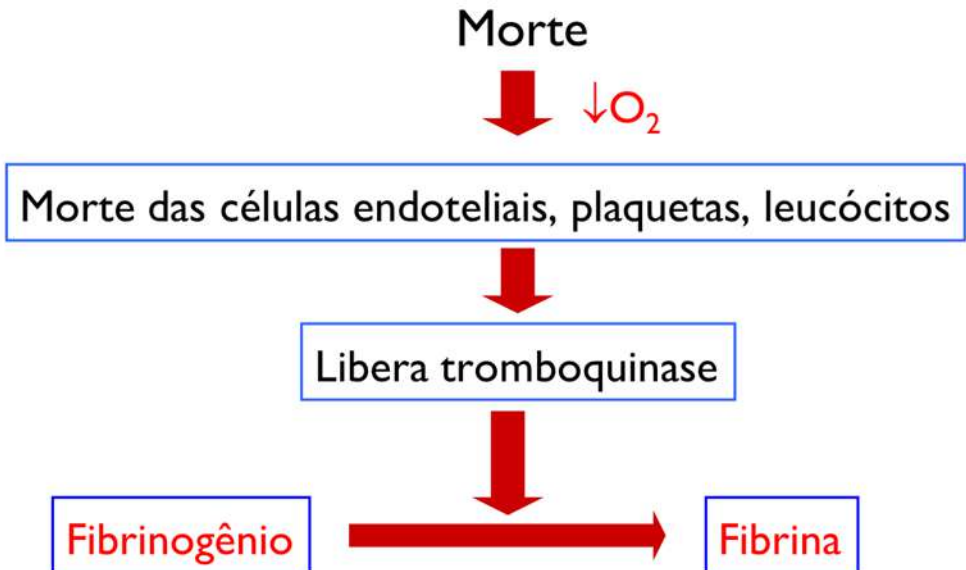 Morte
↓O₂
Morte das células endoteliais, plaquetas, leucócitos
Libera tromboquinase
Fibrinogênio
Fibrina